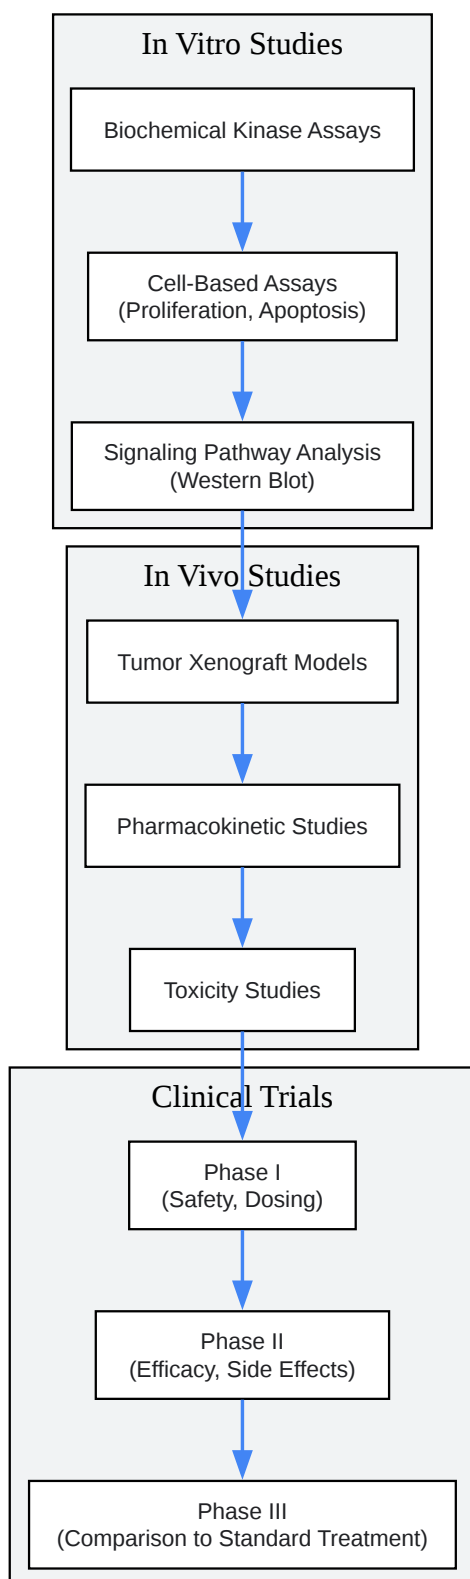 In Vitro Studies
Biochemical Kinase Assays
Cell-Based Assays
(Proliferation, Apoptosis)
Signaling Pathway Analysis
(Western Blot)
In Vivo Studies
Tumor Xenograft Models
Pharmacokinetic Studies
Toxicity Studies
Clinical Trials
Phase I
(Safety, Dosing)
Phase II
(Efficacy, Side Effects)
Phase III
(Comparison to Standard Treatment)